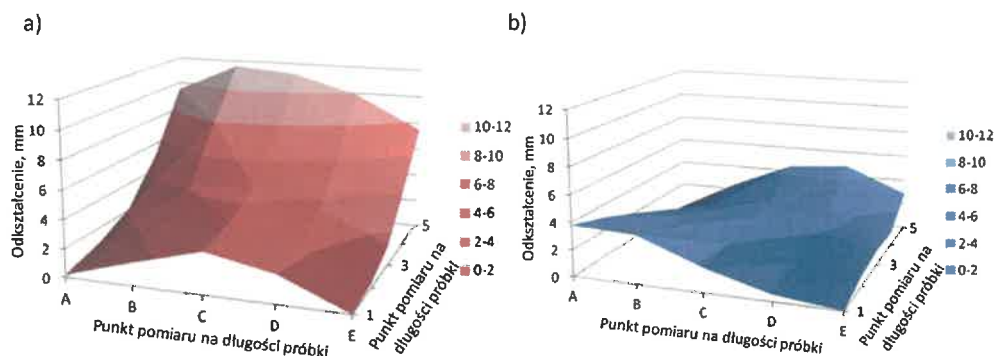 a)
Odkształcenie, mm
12
10
8
6
4
2
0
A
B
C
D
E
1
3
5
Punkt pomiaru na długości próbki
Punkt pomiaru na
długości próbki
10-12
8-10
6-8
4-6
2-4
0-2
b)
Odkształcenie, mm
12
10
8
6
4
2
0
A
B
C
D
E
1
3
5
Punkt pomiaru na długości próbki
Punkt pomiaru na
długości próbki
10-12
8-10
6-8
4-6
2-4
0-2